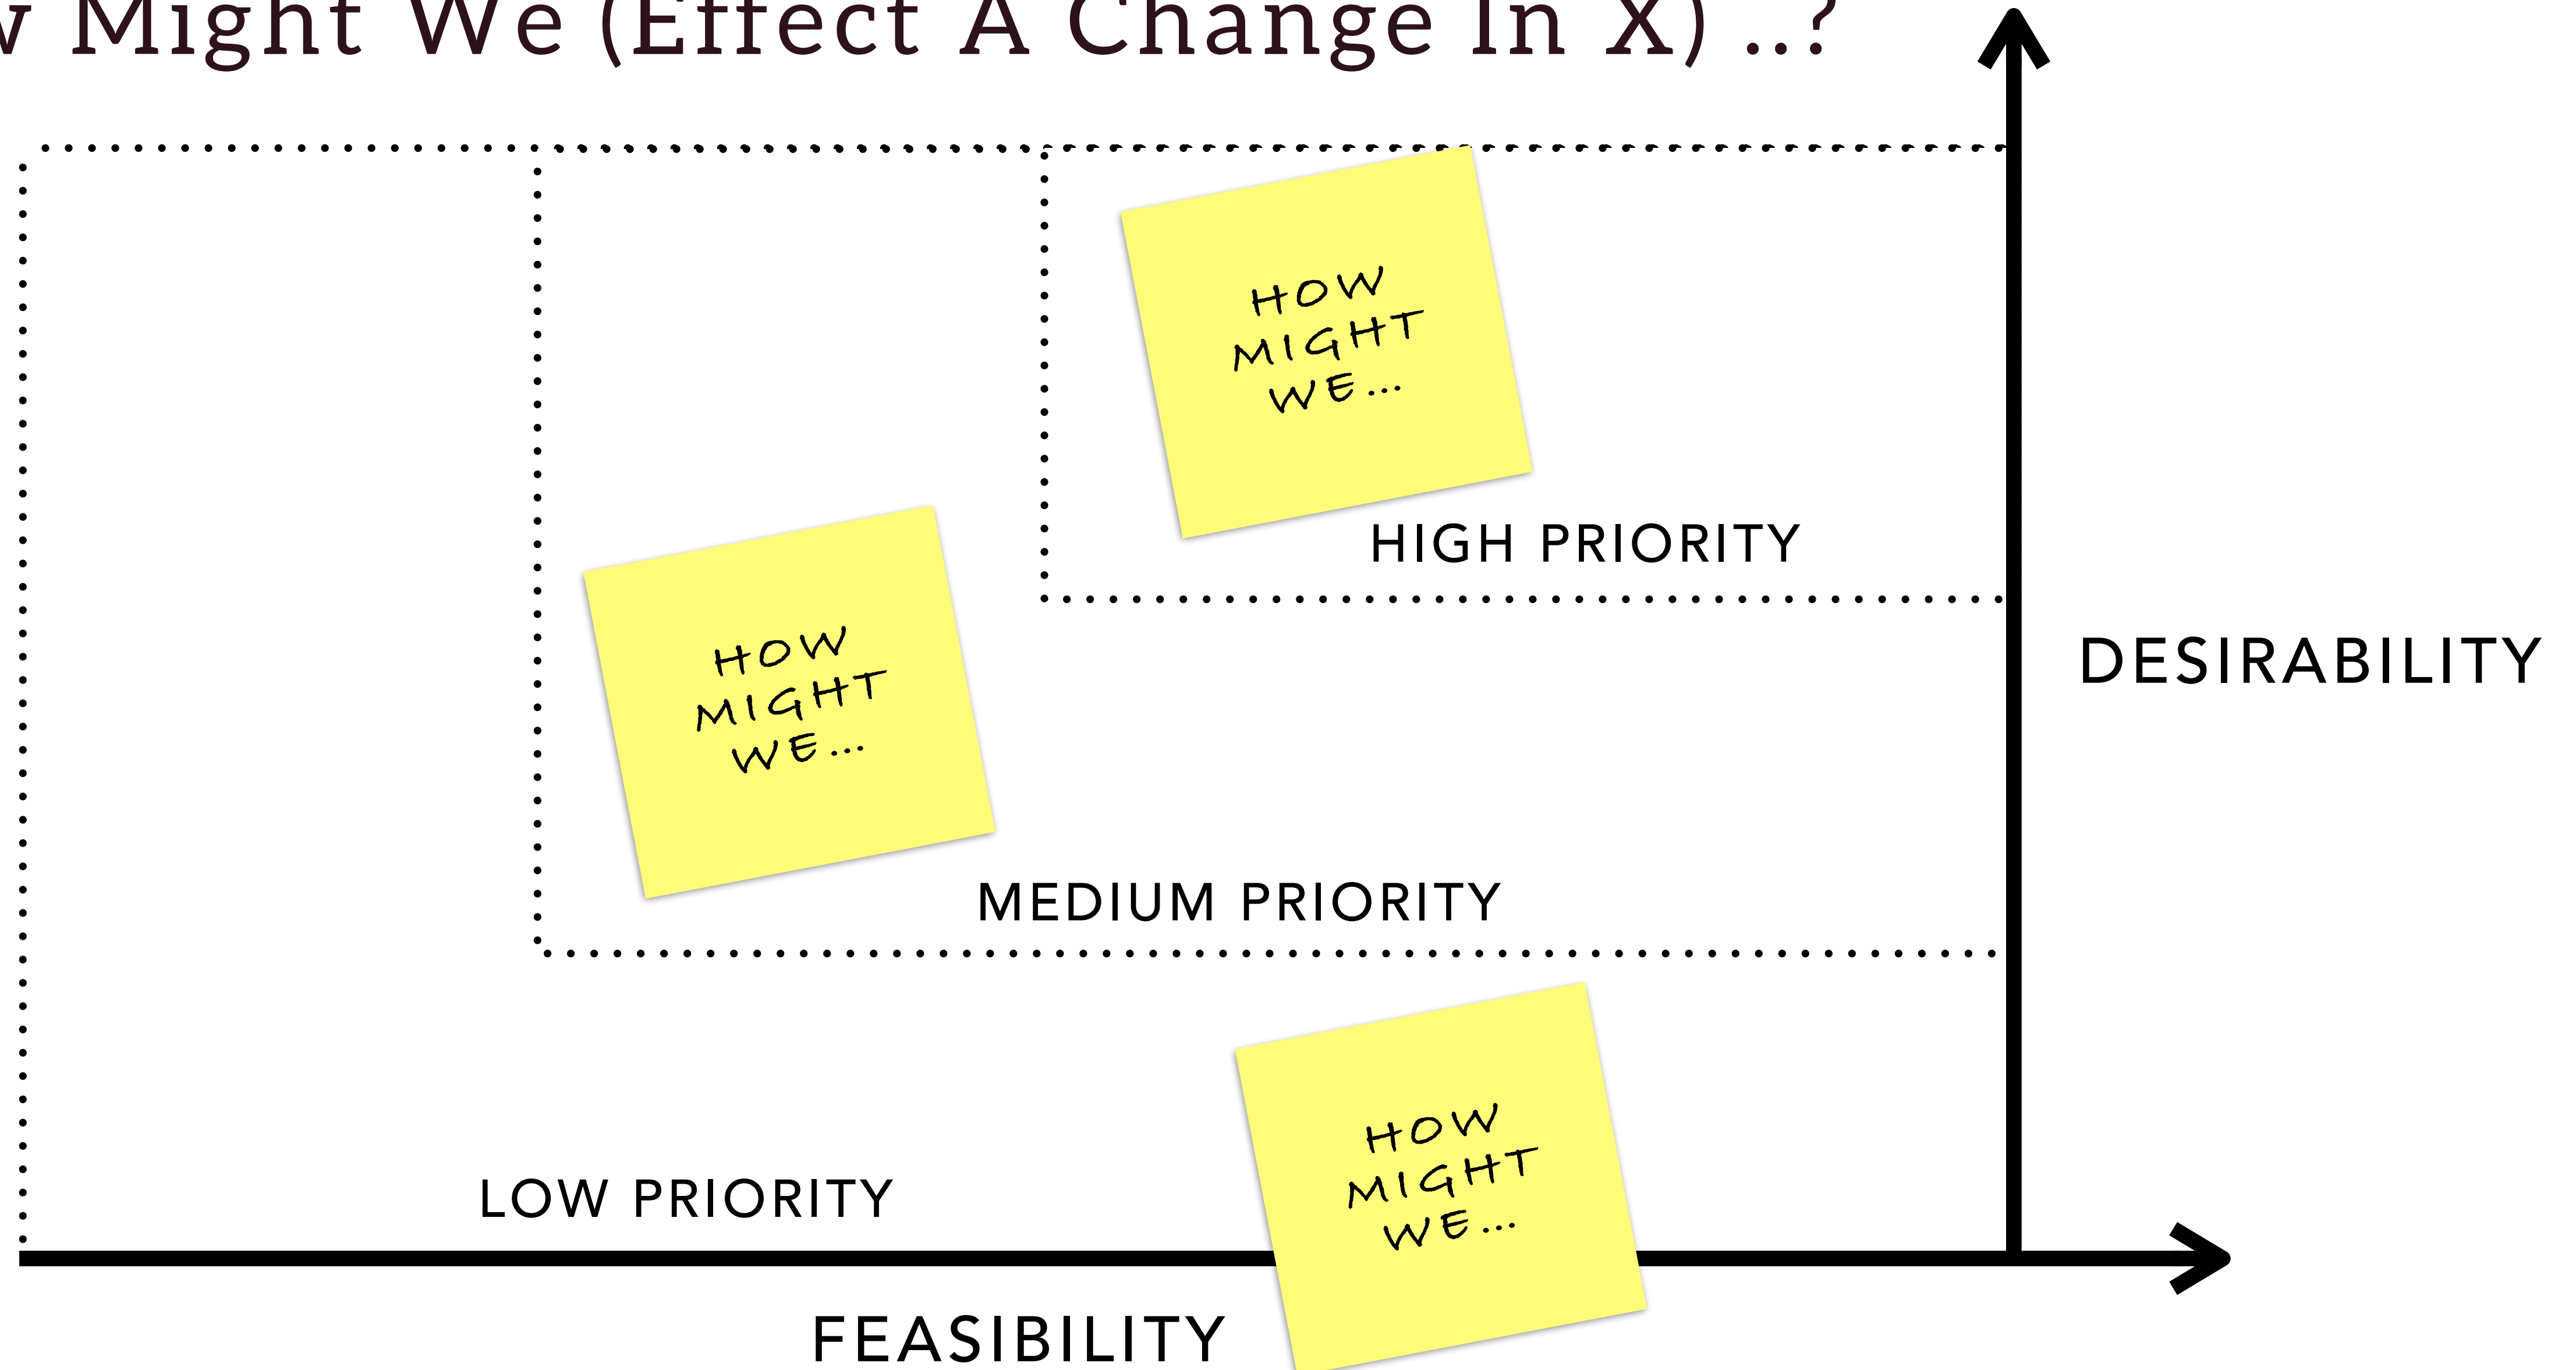 w Might We (Effect A Change In X) ..?
HOW
MIGHT
WE...
HIGH PRIORITY
HOW
MIGHT
WE...
DESIRABILITY
MEDIUM PRIORITY
HOW
MIGHT
WE...
LOW PRIORITY
FEASIBILITY